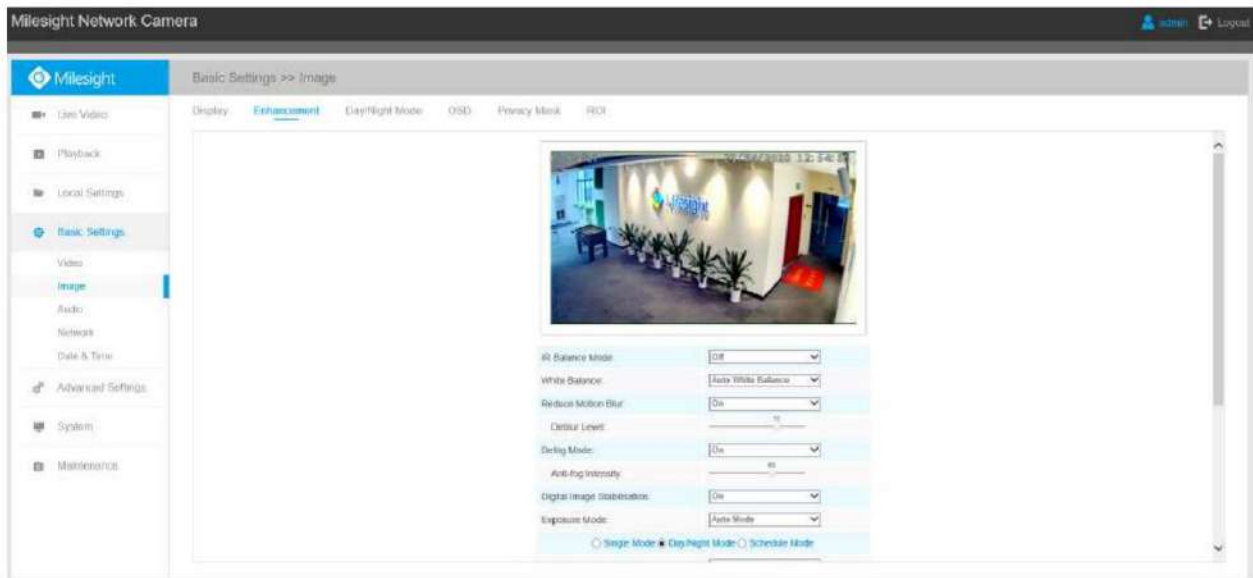 Milesight Network Camera
admin Logout
Milesight
Basic Settings >> Image
Display Enhancement Day/Night Mode OSD Privacy Mask ROI
Live Video
Playback
Local Settings
Basic Settings
Video
Image
Audio
Network
Date & Time
Advanced Settings
System
Maintenance
Milesight
IR Balance Mode: Off
White Balance: Auto White Balance
Reduce Motion Blur: On
Deblur Level:
Defog Mode: On
Anti-fog Intensity:
Digital Image Stabilisation: On
Exposure Mode: Auto Mode
Single Mode Day/Night Mode Schedule Mode